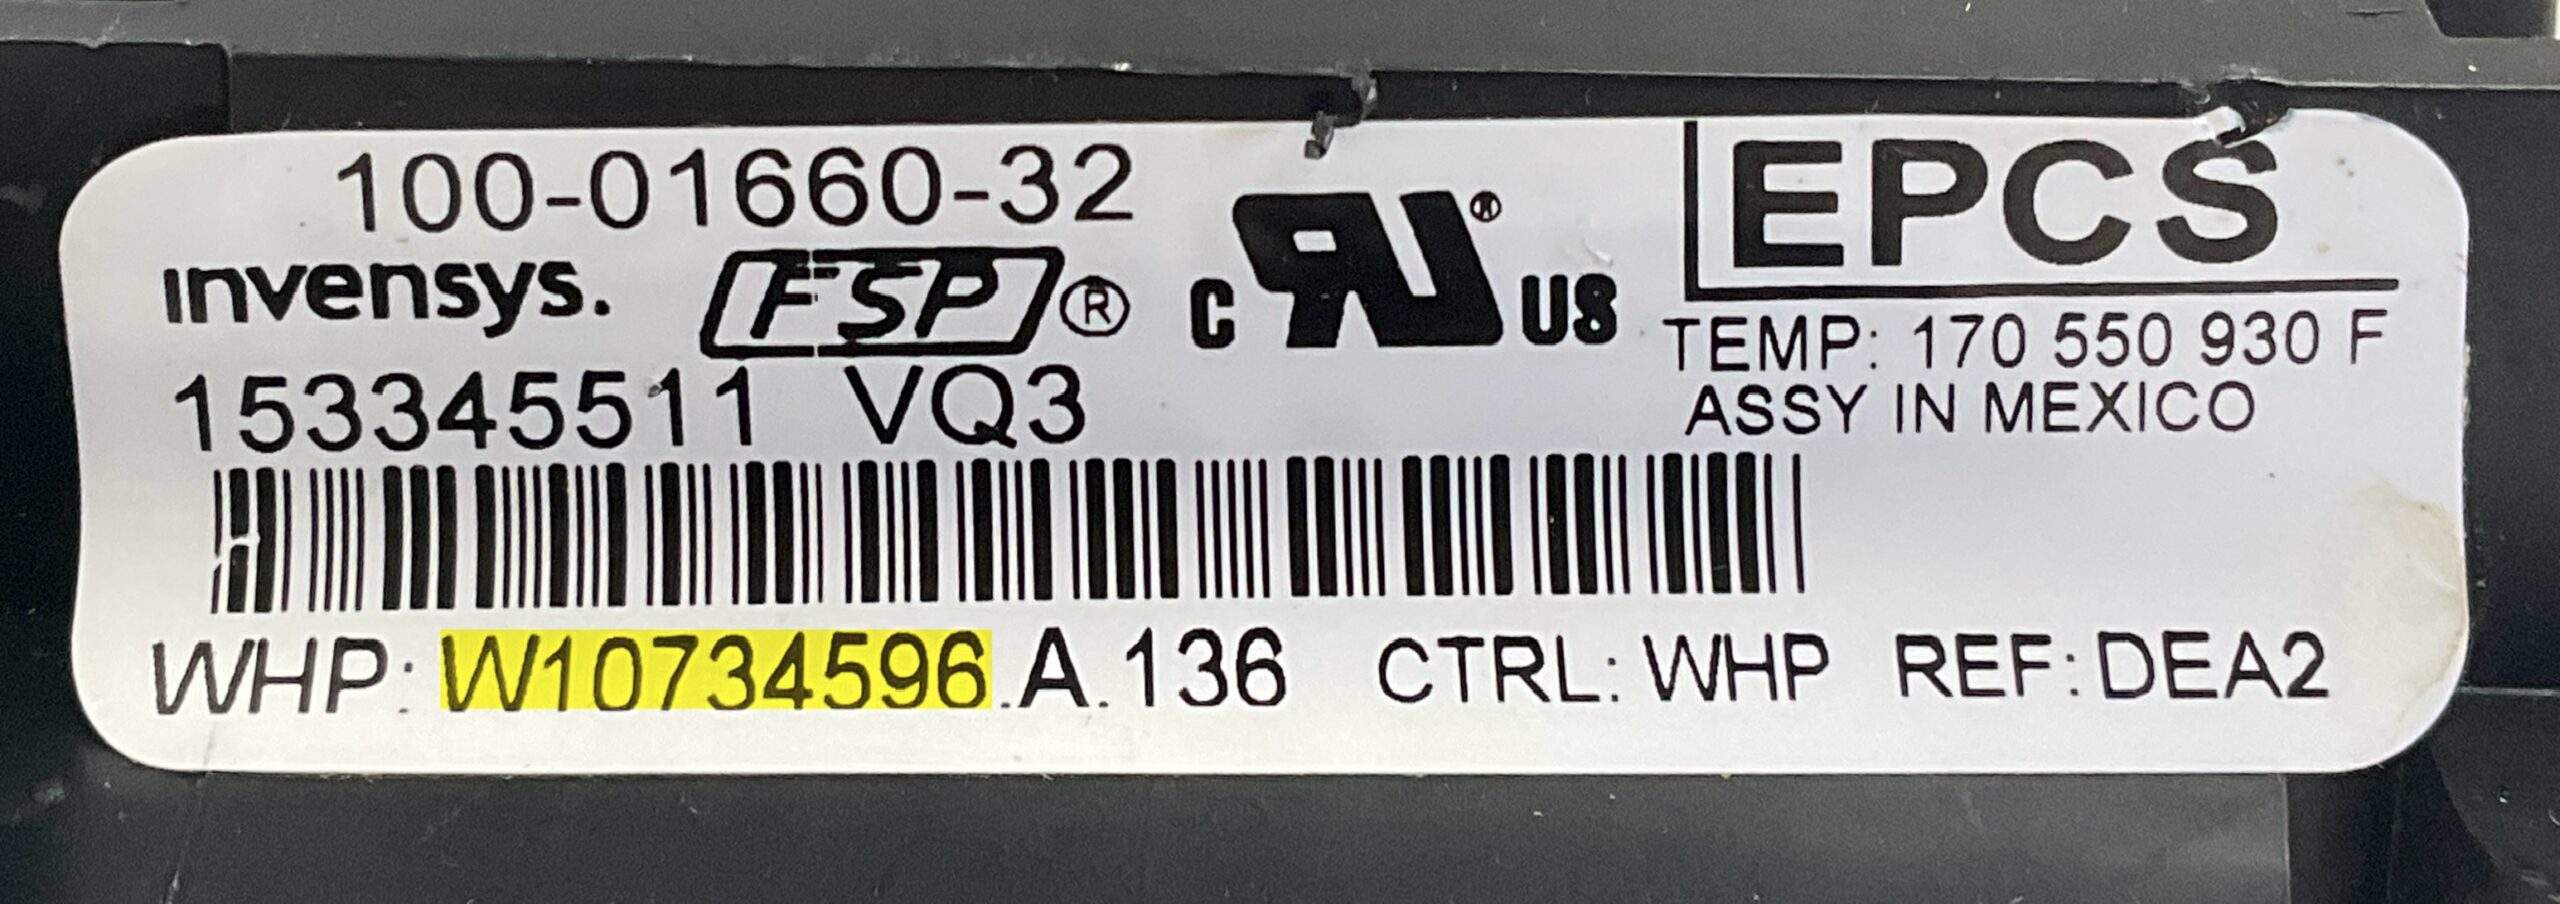 100-01660-32
invensys. FSP® c RU® US
EPCS
TEMP: 170 550 930 F
ASSY IN MEXICO
153345511 VQ3
WHP: W10734596.A.136 CTRL: WHP REF: DEA2